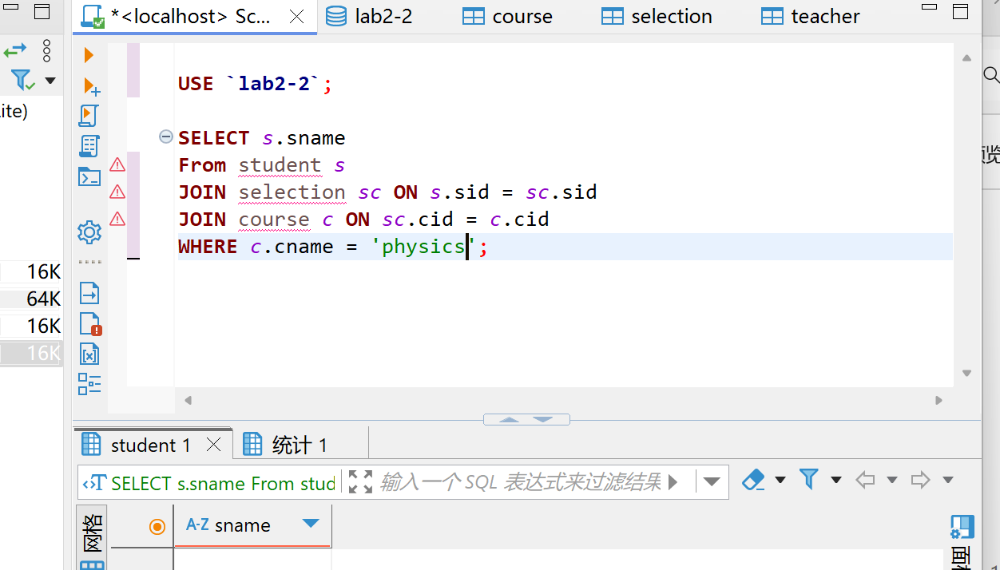 *<localhost> Sc...
lab2-2
course
selection
teacher
ite)
USE `lab2-2`;
SELECT s.sname
From student s
JOIN selection sc ON s.sid = sc.sid
JOIN course c ON sc.cid = c.cid
WHERE c.cname = 'physics';
16K
64K
16K
16K
student 1
统计 1
SELECT s.sname From stud
输入一个 SQL 表达式来过滤结果
网格
A-Z sname